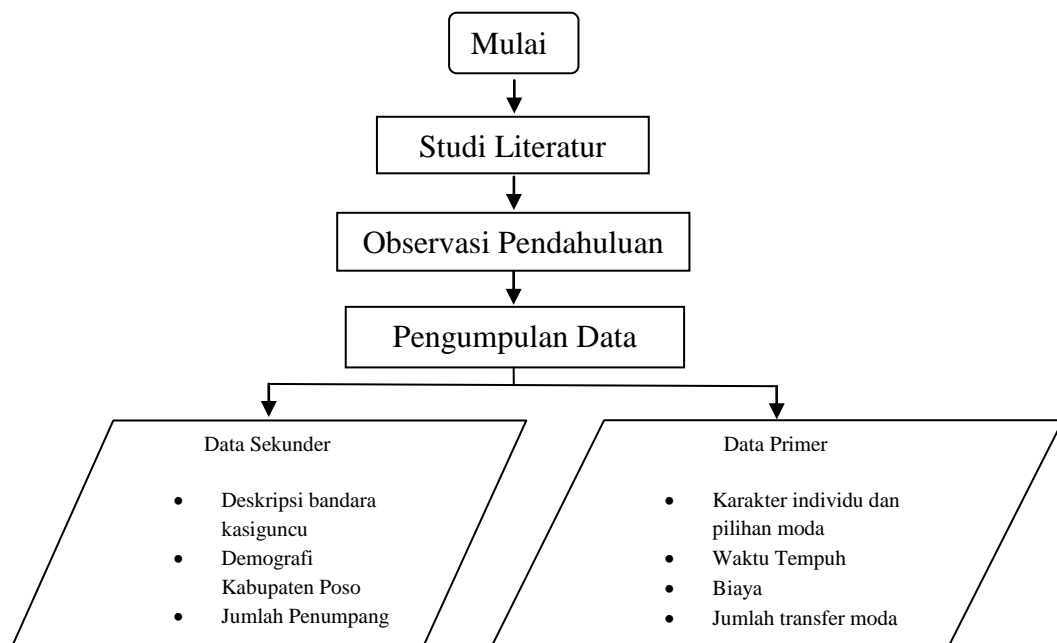 Mulai
Studi Literatur
Observasi Pendahuluan
Pengumpulan Data
Data Sekunder
• Deskripsi bandara
kasiguncu
• Demografi
Kabupaten Poso
• Jumlah Penumpang
Data Primer
• Karakter individu dan
pilihan moda
• Waktu Tempuh
• Biaya
• Jumlah transfer moda